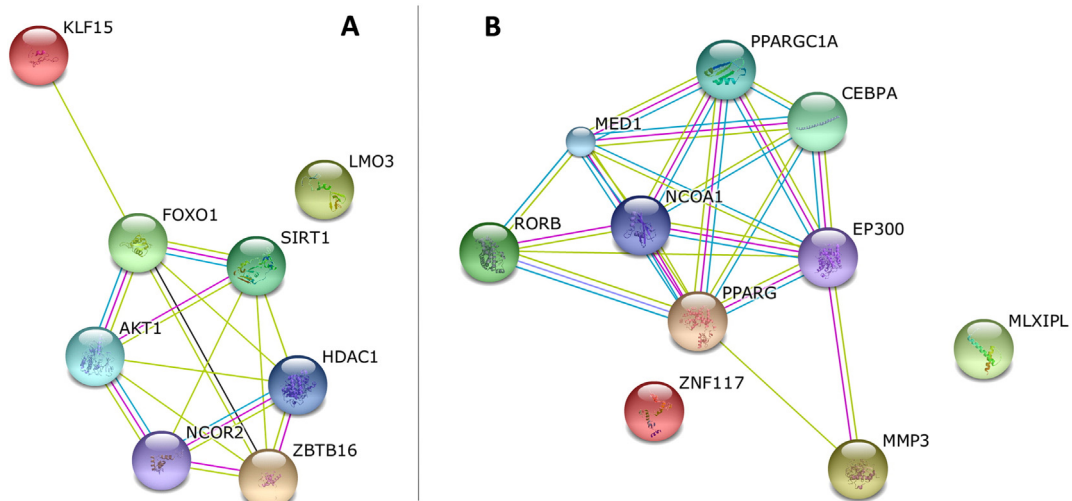 A
KLF15
LMO3
FOXO1
SIRT1
AKT1
HDAC1
NCOR2
ZBTB16
B
PPARGC1A
CEBPA
MED1
NCOA1
RORB
EP300
PPARG
MLXIPL
ZNF117
MMP3